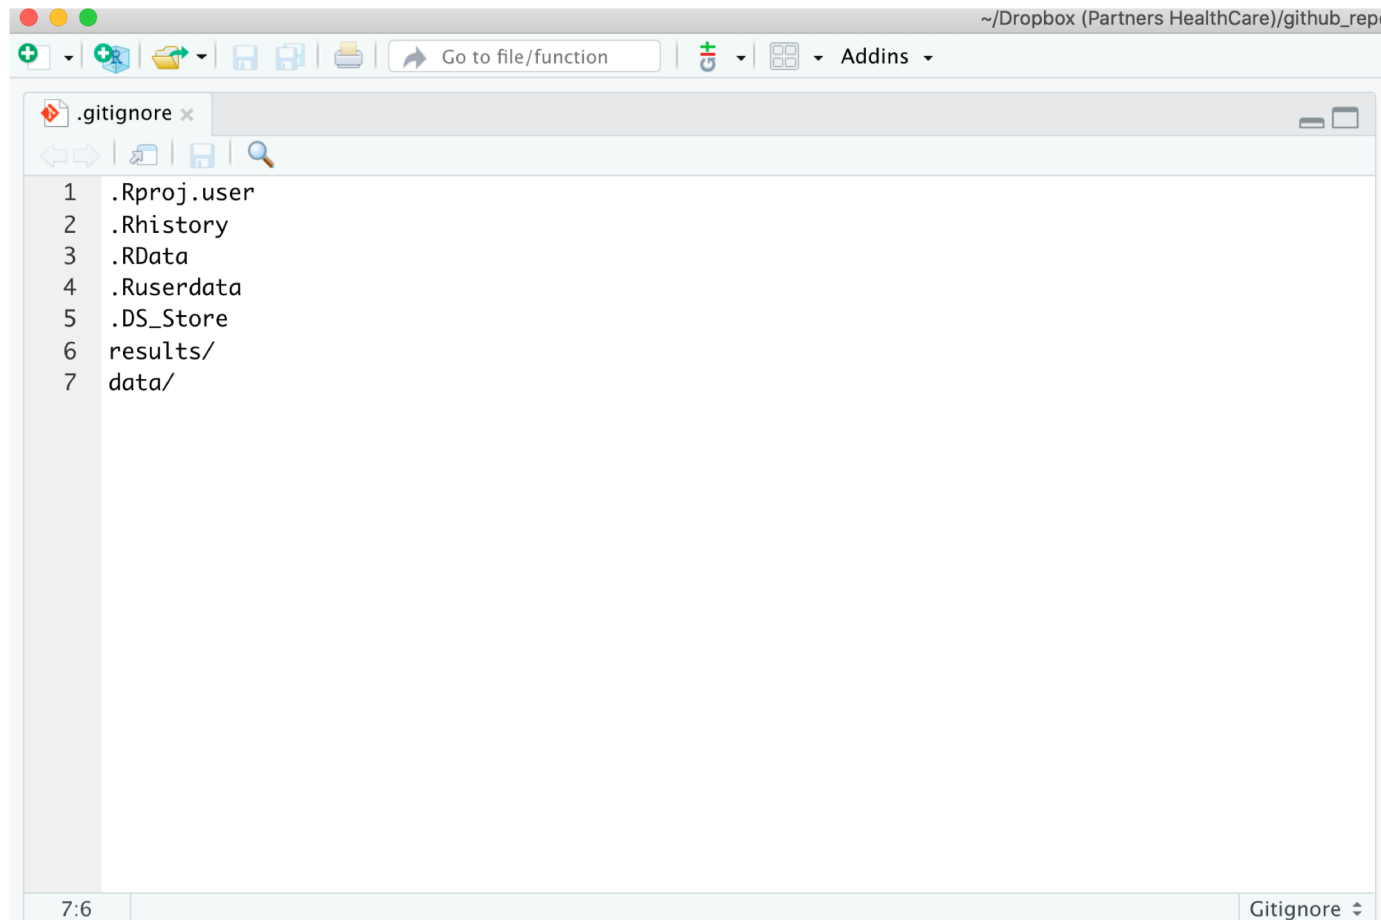 ~/Dropbox (Partners HealthCare)/github_rep
Go to file/function
Addins
.gitignore
1 .Rproj.user
2 .Rhistory
3 .RData
4 .Ruserdata
5 .DS_Store
6 results/
7 data/
7:6
Gitignore